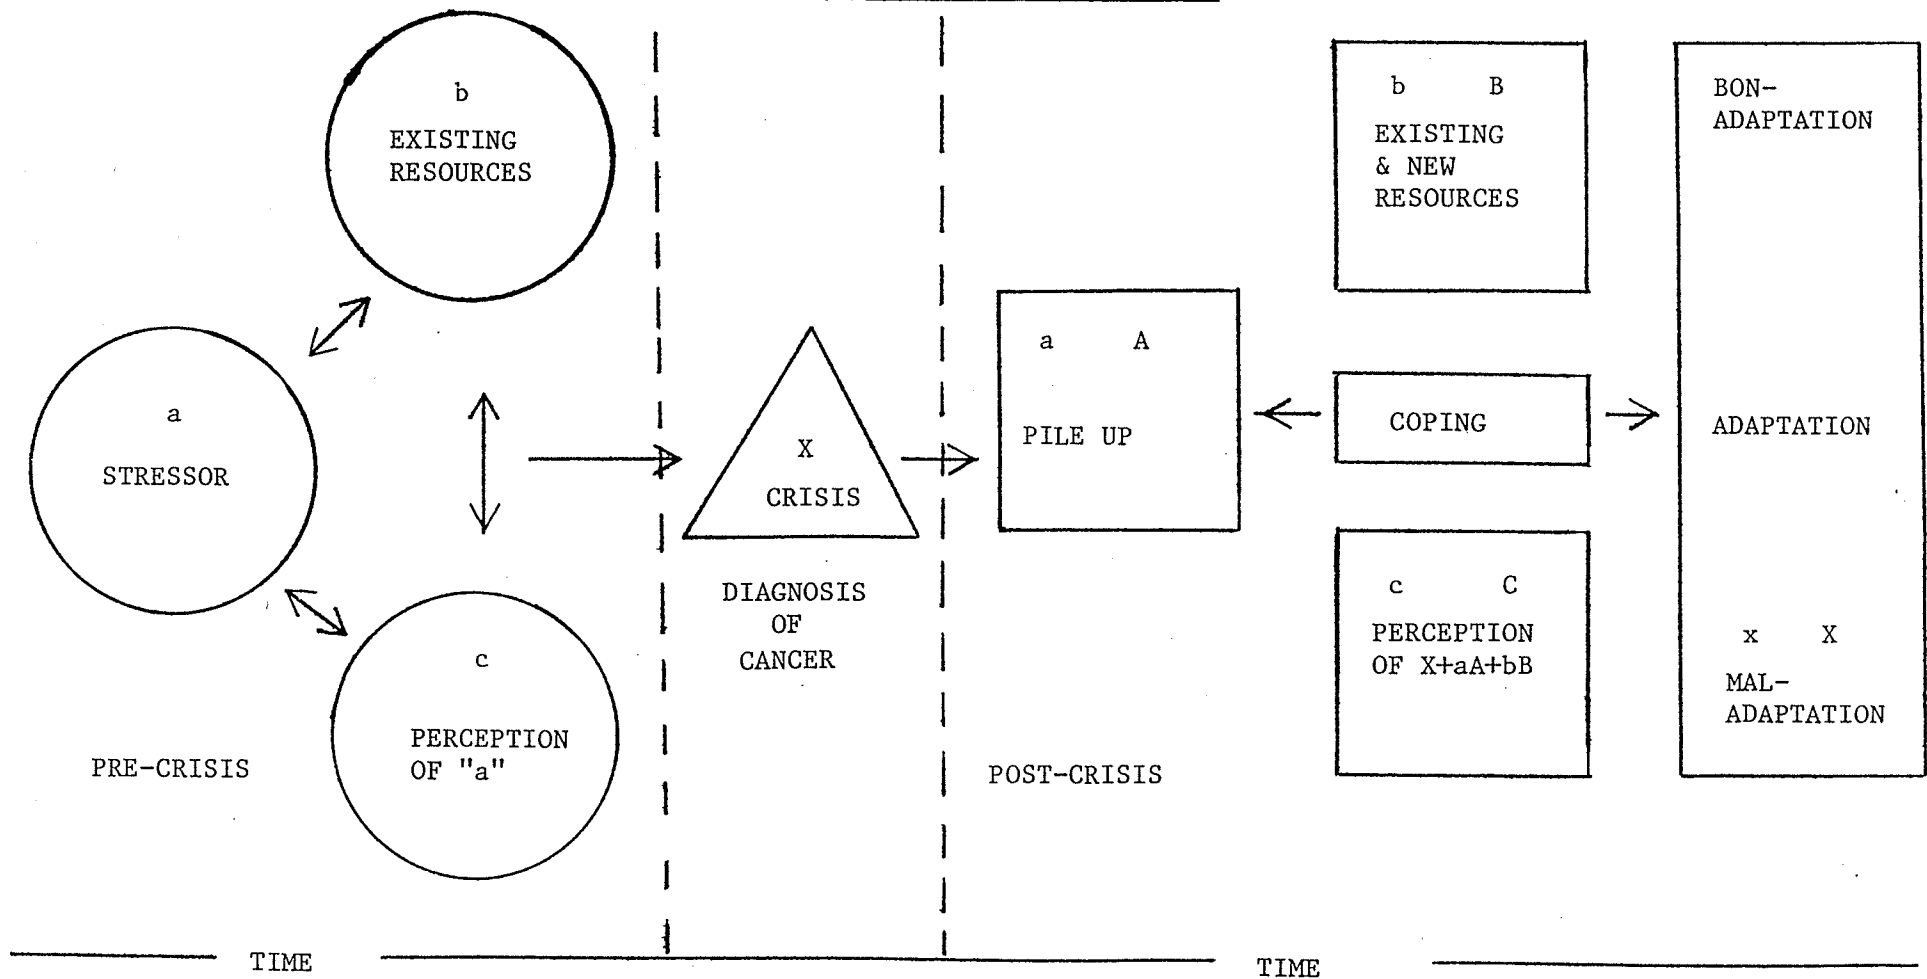 b
EXISTING
RESOURCES
a
STRESSOR
c
PERCEPTION
OF "a"
PRE-CRISIS
X
CRISIS
DIAGNOSIS
OF
CANCER
a A
PILE UP
POST-CRISIS
b B
EXISTING
& NEW
RESOURCES
COPING
c C
PERCEPTION
OF X+aA+bB
BON-
ADAPTATION
ADAPTATION
x X
MAL-
ADAPTATION
TIME
TIME